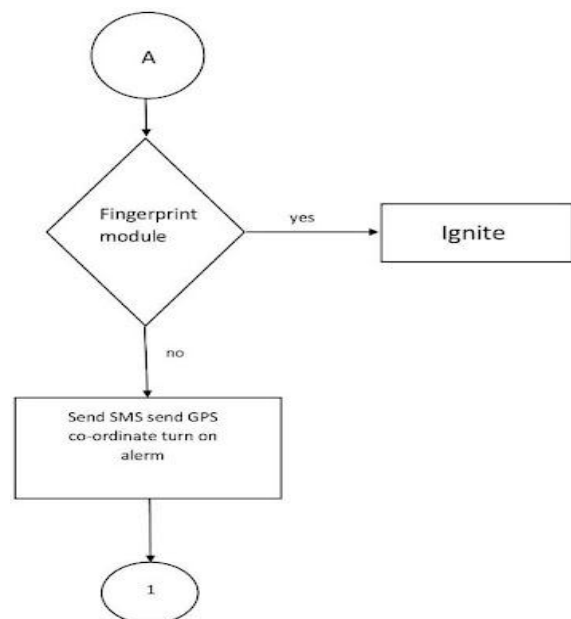 A
Fingerprint
module
yes
Ignite
no
Send SMS send GPS
co-ordinate turn on
alerm
1